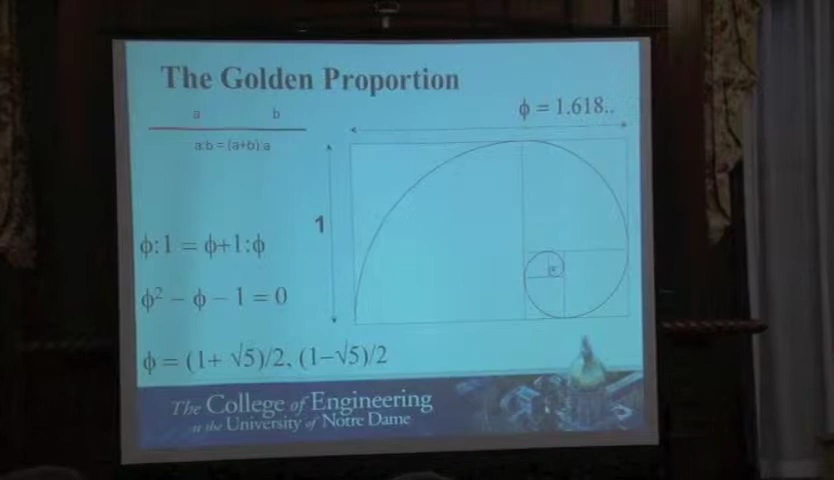 The Golden Proportion
a b
a:b = (a+b):a
ϕ = 1.618..
1
ϕ:1 = ϕ+1:ϕ
ϕ² – ϕ – 1 = 0
ϕ = (1+ √5)/2, (1–√5)/2
The College of Engineering
at the University of Notre Dame